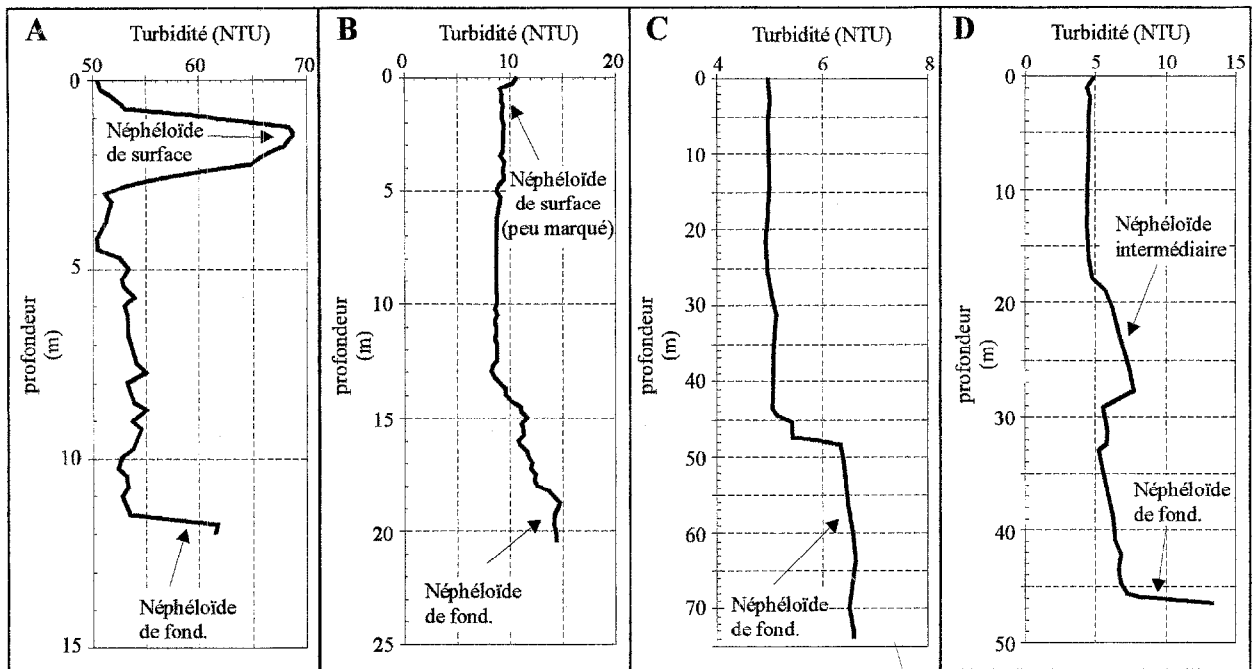 A
Turbidité (NTU)
50 60 70
0
5
10
15
profondeur
(m)
Néphéloïde
de surface
Néphéloïde
de fond.
B
Turbidité (NTU)
0 10 20
0
5
10
15
20
25
profondeur
(m)
Néphéloïde
de surface
(peu marqué)
Néphéloïde
de fond.
C
Turbidité (NTU)
4 6 8
0
10
20
30
40
50
60
70
profondeur
(m)
Néphéloïde
de fond.
D
Turbidité (NTU)
0 5 10 15
0
10
20
30
40
50
profondeur
(m)
Néphéloïde
intermédiaire
Néphéloïde
de fond.